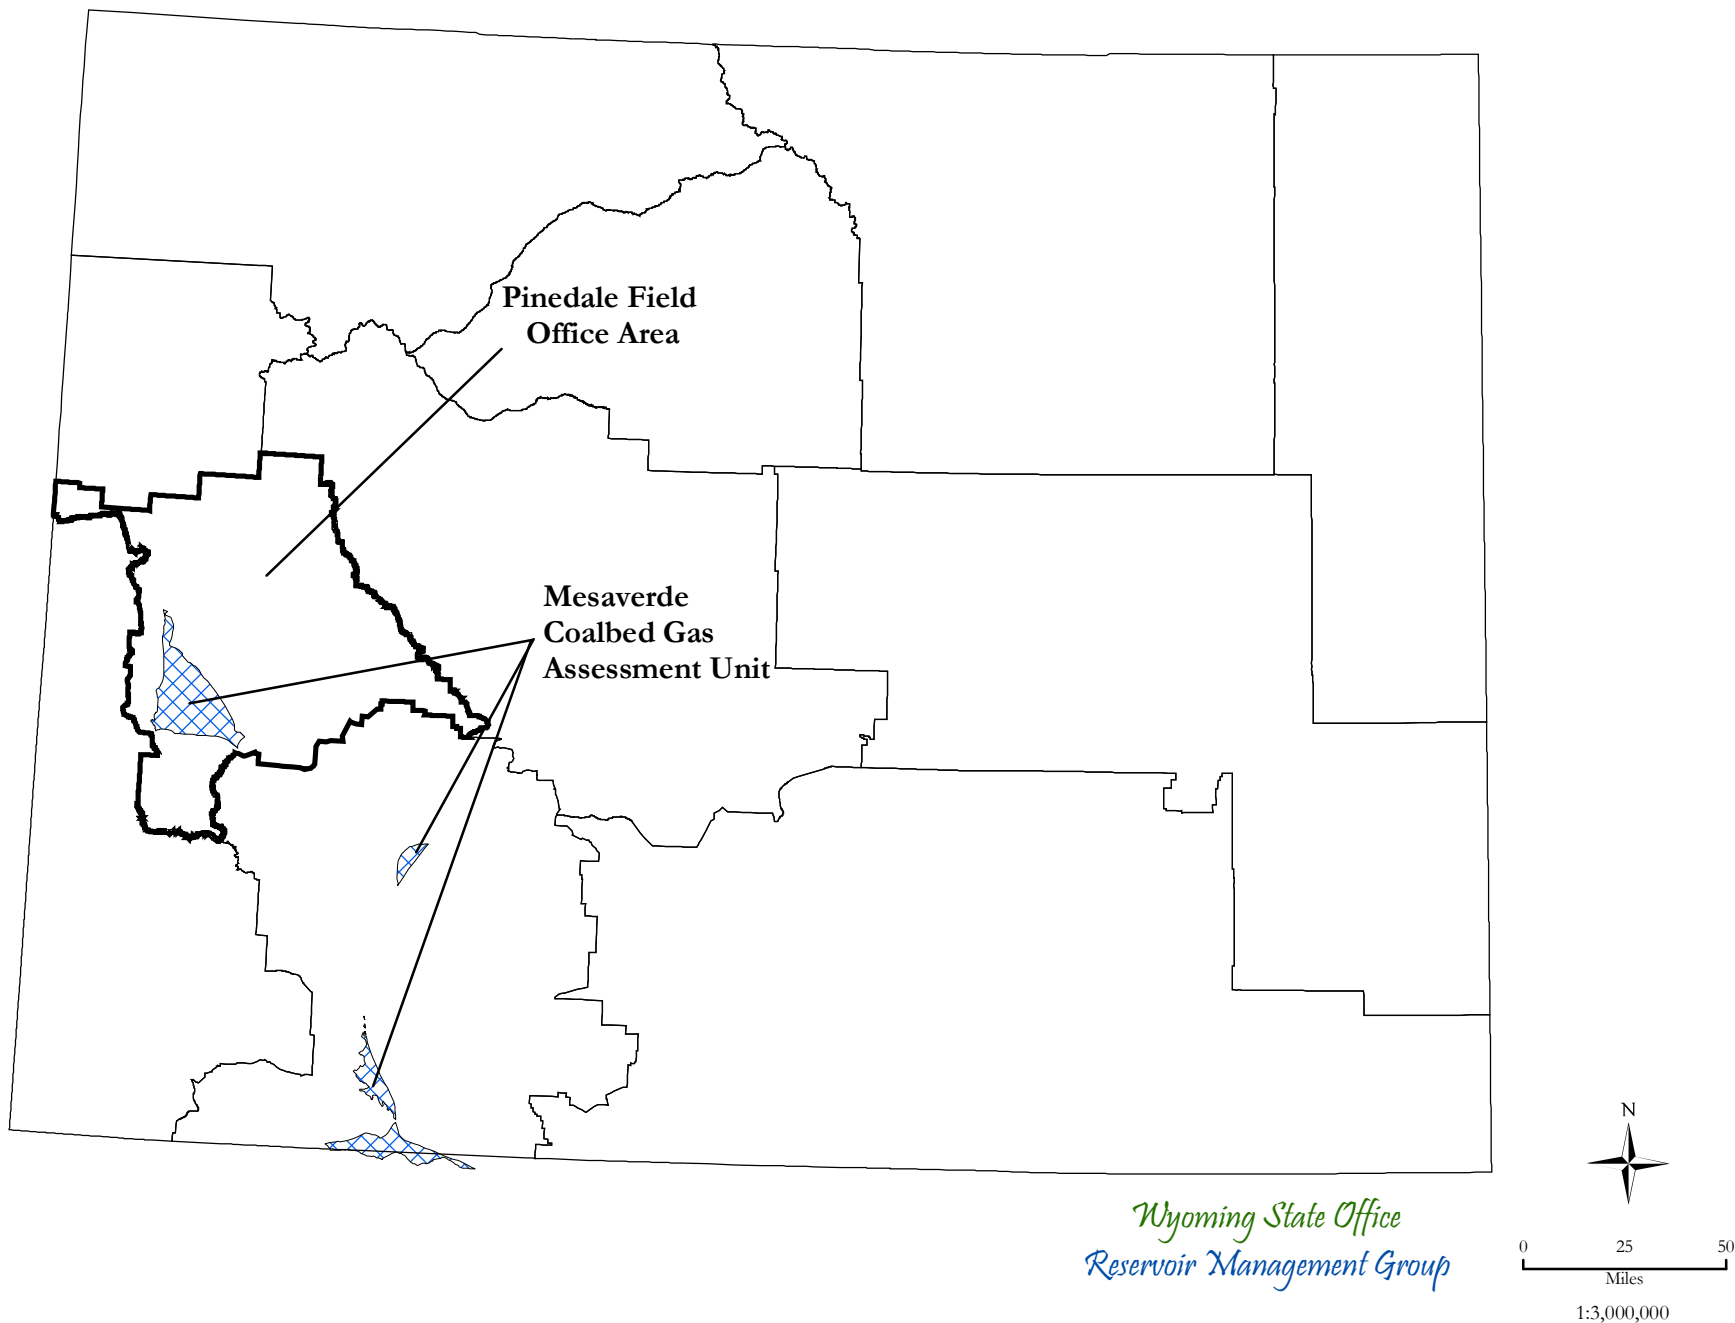 Pinedale Field
Office Area
Mesaverde
Coalbed Gas
Assessment Unit
N
Wyoming State Office
Reservoir Management Group
0 25 50
Miles
1:3,000,000